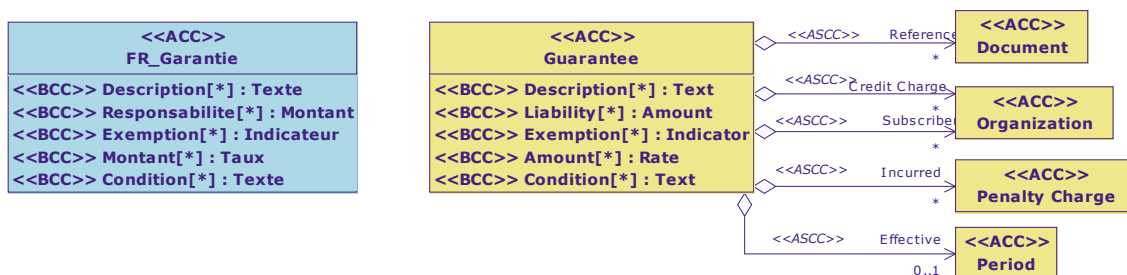 <<ACC>>
FR_Garantie
<<BCC>> Description[*] : Texte
<<BCC>> Responsabilite[*] : Montant
<<BCC>> Exemption[*] : Indicateur
<<BCC>> Montant[*] : Taux
<<BCC>> Condition[*] : Texte
<<ACC>>
Guarantee
<<BCC>> Description[*] : Text
<<BCC>> Liability[*] : Amount
<<BCC>> Exemption[*] : Indicator
<<BCC>> Amount[*] : Rate
<<BCC>> Condition[*] : Text
<<ASCC>> Reference
*
<<ACC>>
Document
<<ASCC>> Credit Charge
*
<<ASCC>> Subscriber
*
<<ACC>>
Organization
<<ASCC>> Incurred
*
<<ACC>>
Penalty Charge
<<ASCC>> Effective
0..1
<<ACC>>
Period